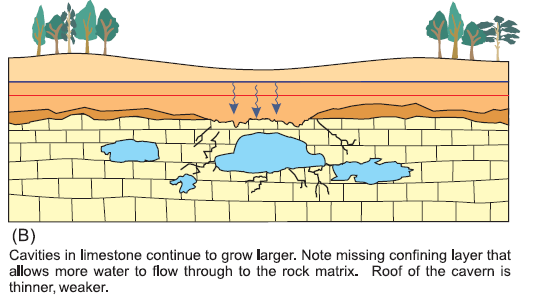 (B)
Cavities in limestone continue to grow larger. Note missing confining layer that
allows more water to flow through to the rock matrix. Roof of the cavern is
thinner, weaker.